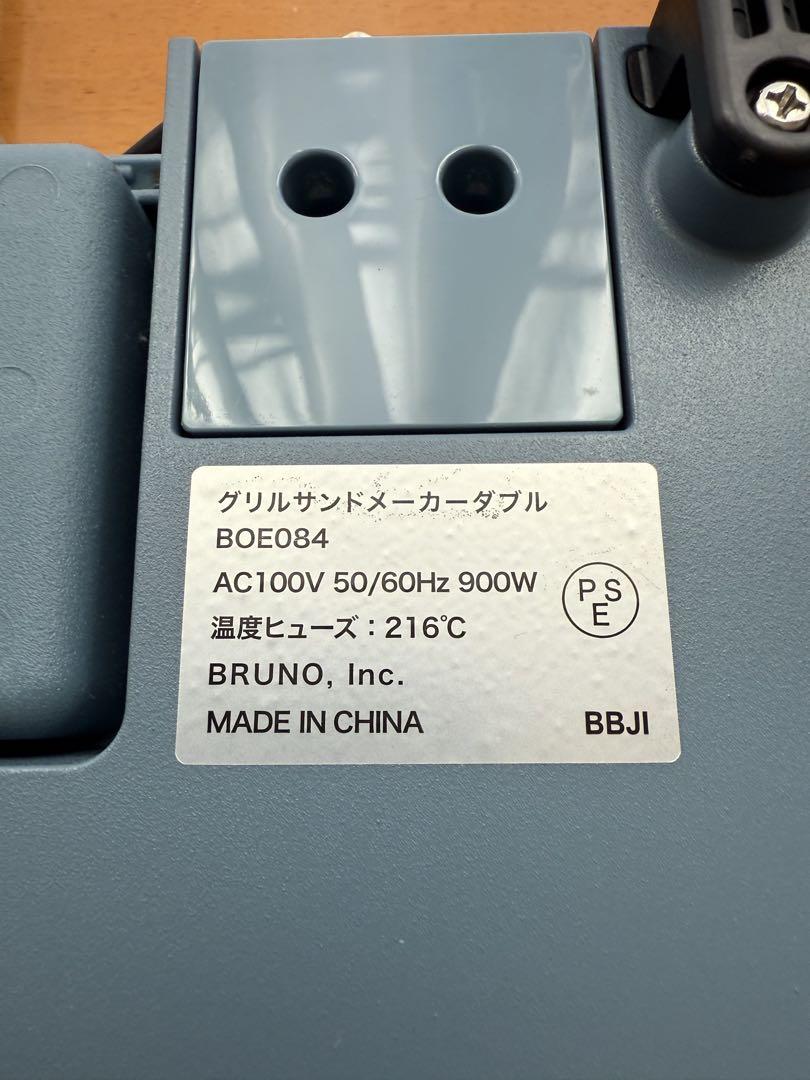 グリルサンドメーカーダブル
BOE084
AC100V 50/60Hz 900W
PSE
温度ヒューズ：216℃
BRUNO, Inc.
MADE IN CHINA
BBJI